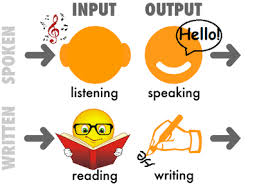 INPUT OUTPUT
SPOKEN
Hello!
listening speaking
WRITTEN
reading writing